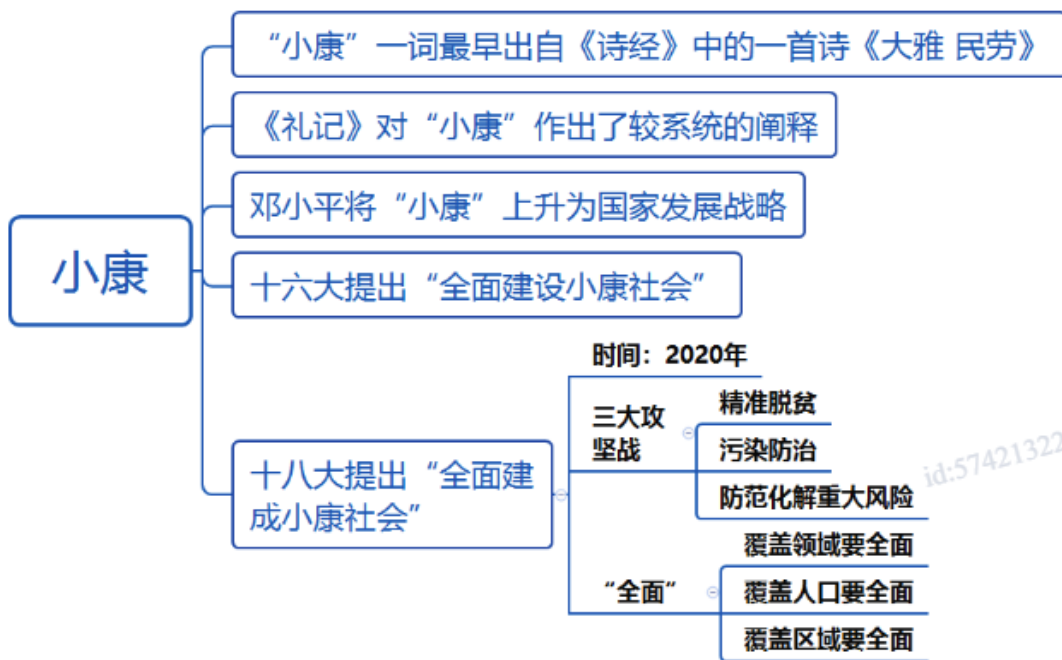 “小康”一词最早出自《诗经》中的一首诗《大雅 民劳》
《礼记》对“小康”作出了较系统的阐释
邓小平将“小康”上升为国家发展战略
小康
十六大提出“全面建设小康社会”
时间：2020年
三大攻
坚战
精准脱贫
污染防治
防范化解重大风险
十八大提出“全面建
成小康社会”
“全面”
覆盖领域要全面
覆盖人口要全面
覆盖区域要全面
id:57421322